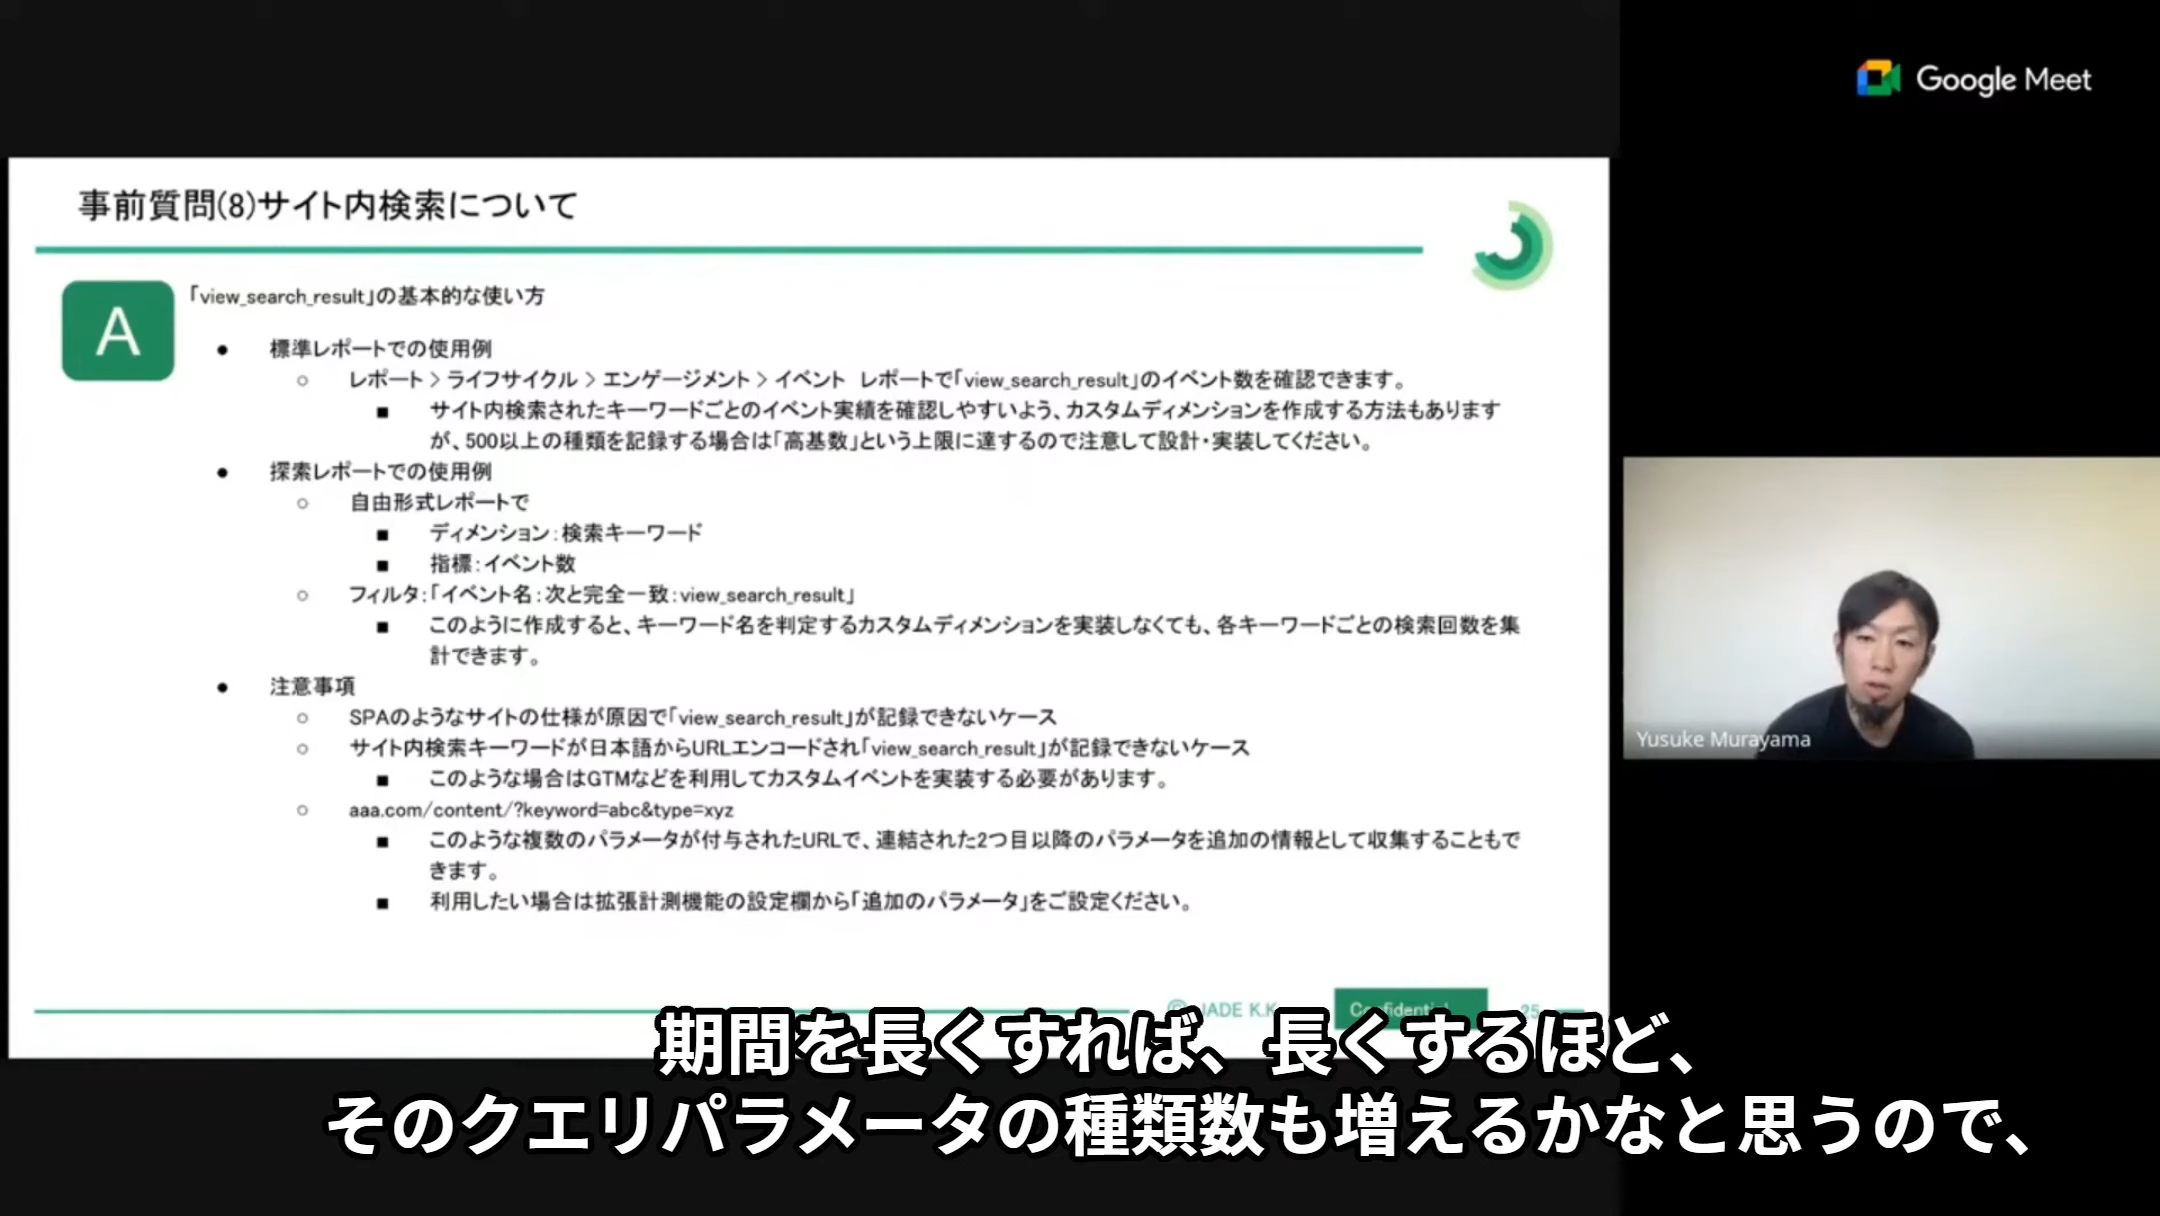 Google Meet
事前質問(8)サイト内検索について
A
「view_search_result」の基本的な使い方
● 標準レポートでの使用例
○ レポート > ライフサイクル > エンゲージメント > イベント レポートで「view_search_result」のイベント数を確認できます。
■ サイト内検索されたキーワードごとのイベント実績を確認しやすいよう、カスタムディメンションを作成する方法もあります
が、500以上の種類を記録する場合は「高基数」という上限に達するので注意して設計・実装してください。
● 探索レポートでの使用例
○ 自由形式レポートで
■ ディメンション：検索キーワード
■ 指標：イベント数
○ フィルタ：「イベント名：次と完全一致：view_search_result」
■ このように作成すると、キーワード名を判定するカスタムディメンションを実装しなくても、各キーワードごとの検索回数を集
計できます。
● 注意事項
○ SPAのようなサイトの仕様が原因で「view_search_result」が記録できないケース
○ サイト内検索キーワードが日本語からURLエンコードされ「view_search_result」が記録できないケース
■ このような場合はGTMなどを利用してカスタムイベントを実装する必要があります。
○ aaa.com/content/?keyword=abc&type=xyz
■ このような複数のパラメータが付与されたURLで、連結された2つ目以降のパラメータを追加の情報として収集することもで
きます。
■ 利用したい場合は拡張計測機能の設定欄から「追加のパラメータ」をご設定ください。
Yusuke Murayama
© JADE K.K
Confidential
25
期間を長くすれば、長くするほど、
そのクエリパラメータの種類数も増えるかなと思うので、